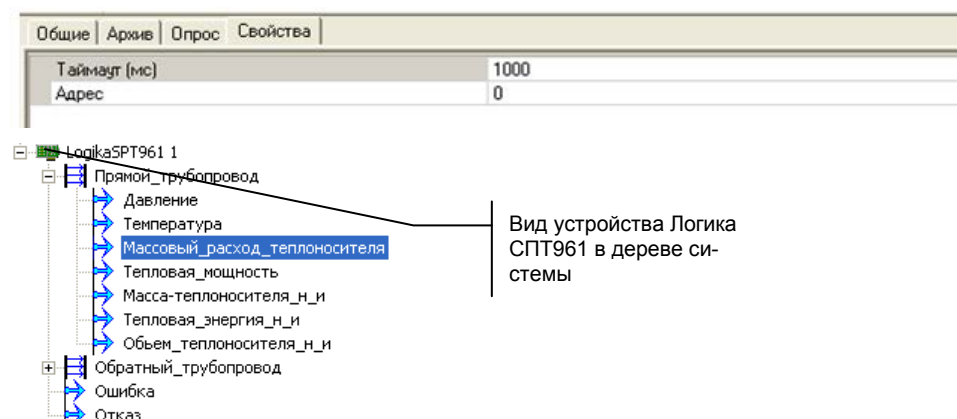 Общие Архив Опрос Свойства
Таймаут (мс) 1000
Адрес 0
LogikaSPT961 1
Прямой_трубопровод
Давление
Температура
Массовый_расход_теплоносителя
Тепловая_мощность
Масса-теплоносителя_н_и
Тепловая_энергия_н_и
Обьем_теплоносителя_н_и
Обратный_трубопровод
Ошибка
Отказ
Вид устройства Логика
СПТ961 в дереве си-
стемы